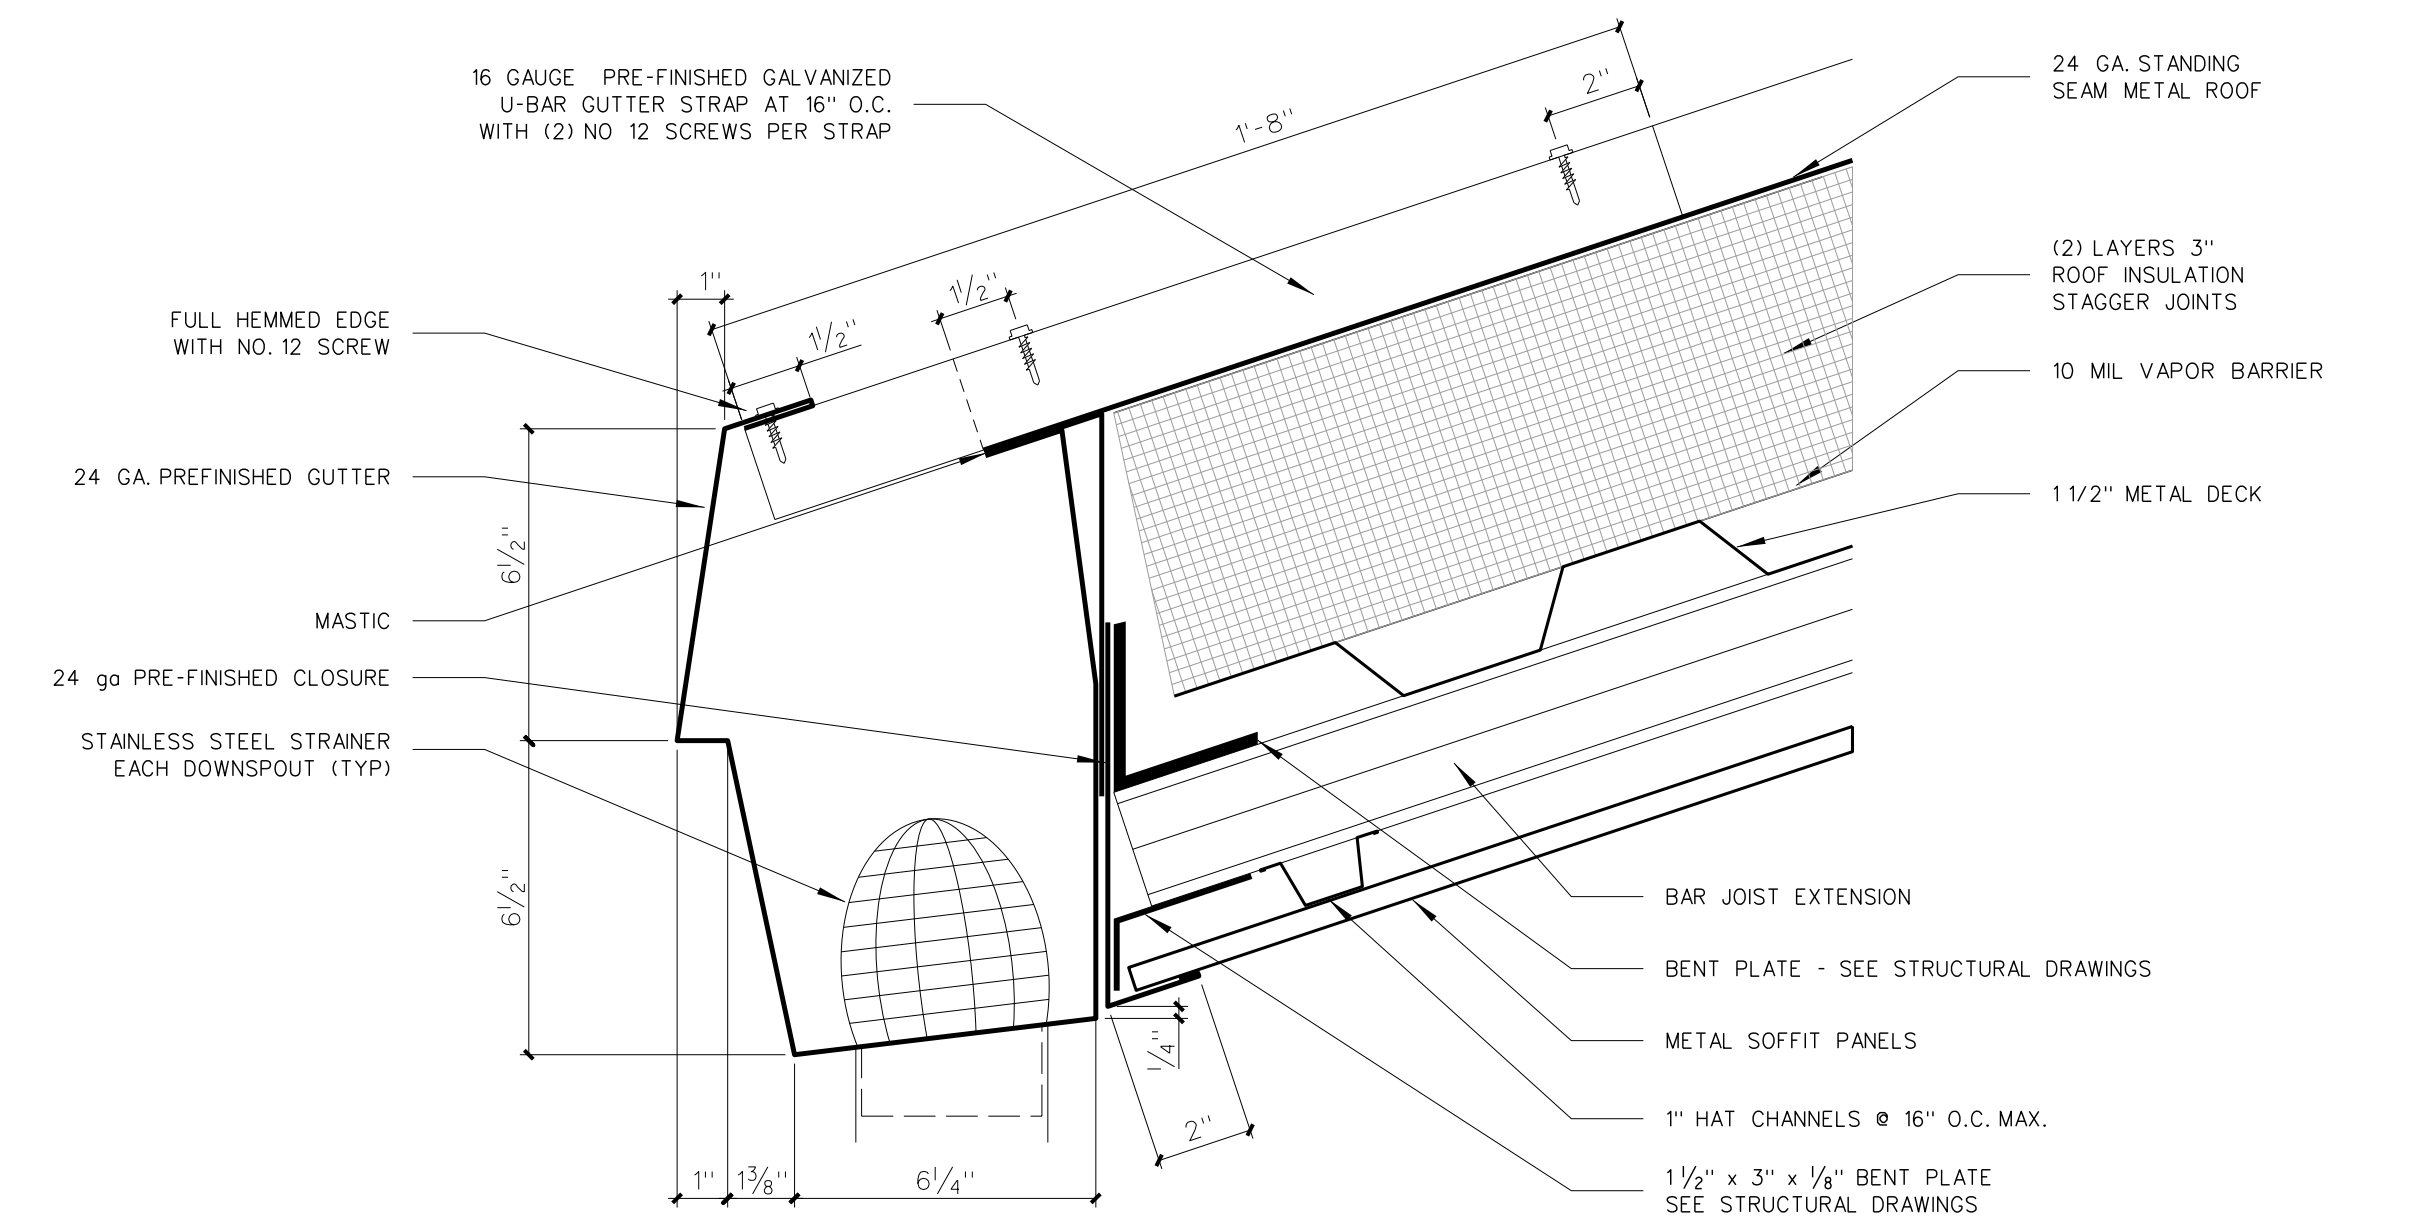 16 GAUGE PRE-FINISHED GALVANIZED
U-BAR GUTTER STRAP AT 16" O.C.
WITH (2) NO 12 SCREWS PER STRAP
1'-8"
2"
24 GA. STANDING
SEAM METAL ROOF
(2) LAYERS 3"
ROOF INSULATION
STAGGER JOINTS
10 MIL VAPOR BARRIER
1 1/2" METAL DECK
1"
1 1/2"
1 1/2"
FULL HEMMED EDGE
WITH NO. 12 SCREW
24 GA. PREFINISHED GUTTER
6 1/2"
MASTIC
24 ga PRE-FINISHED CLOSURE
STAINLESS STEEL STRAINER
EACH DOWNSPOUT (TYP)
6 1/2"
BAR JOIST EXTENSION
BENT PLATE - SEE STRUCTURAL DRAWINGS
METAL SOFFIT PANELS
1/4"
2"
1" HAT CHANNELS @ 16" O.C. MAX.
1"
1 3/8"
6 1/4"
1 1/2" x 3" x 1/8" BENT PLATE
SEE STRUCTURAL DRAWINGS